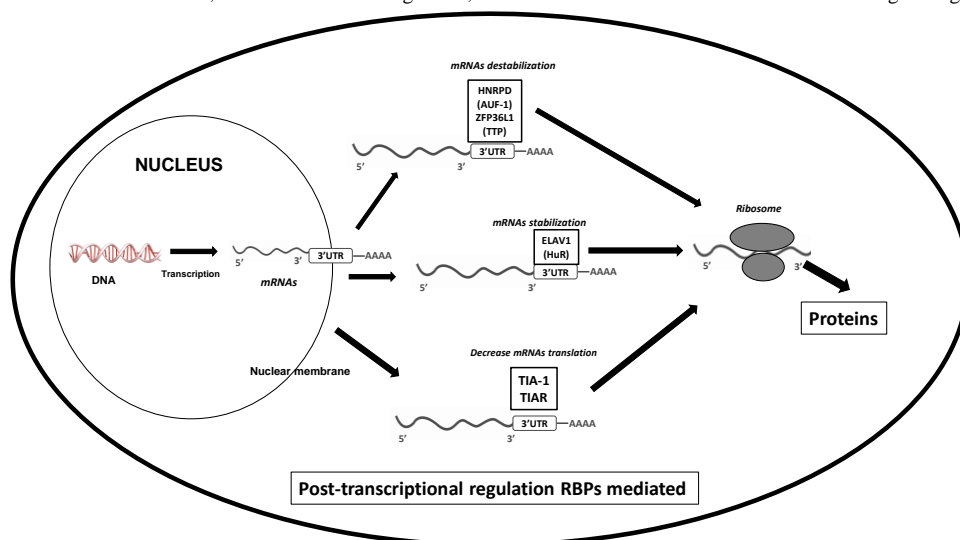 mRNAs destabilization
HNRPD
(AUF-1)
ZFP36L1
(TTP)
3'UTR
AAAA
5'
3'
NUCLEUS
DNA
Transcription
5'
3'
3'UTR
AAAA
mRNAs
Nuclear membrane
mRNAs stabilization
ELAV1
(HuR)
3'UTR
AAAA
5'
3'
Ribosome
5'
3'
Proteins
Decrease mRNAs translation
TIA-1
TIAR
3'UTR
AAAA
5'
3'
Post-transcriptional regulation RBPs mediated